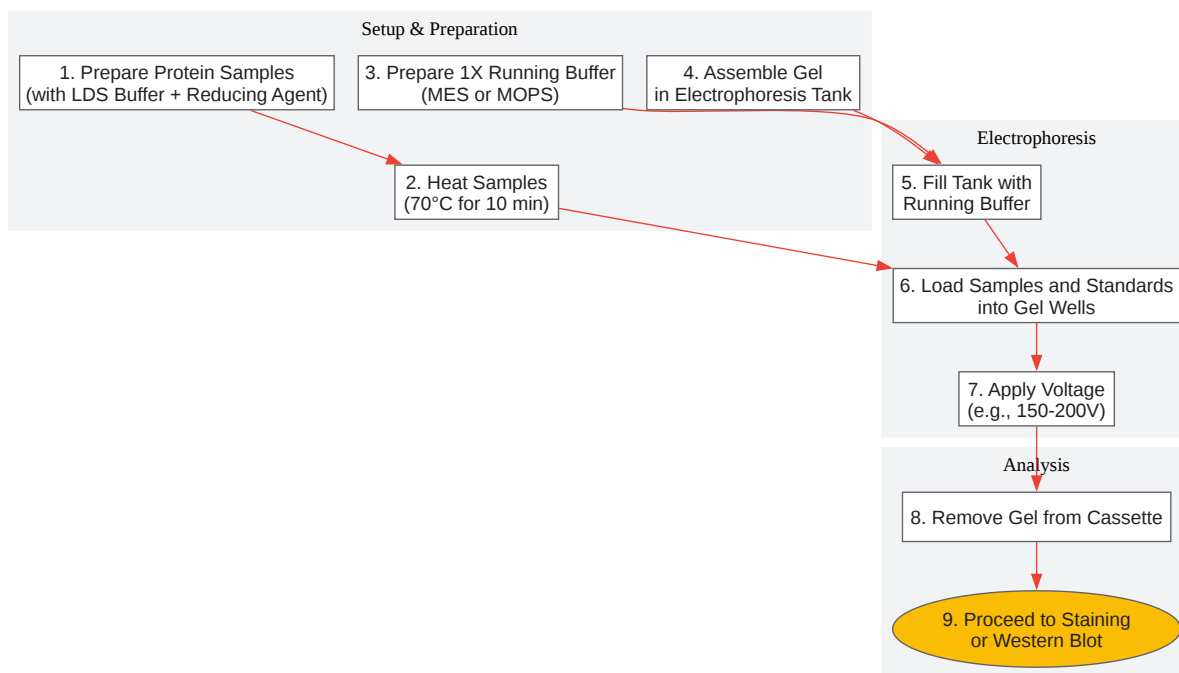 Setup & Preparation
1. Prepare Protein Samples
(with LDS Buffer + Reducing Agent)
3. Prepare 1X Running Buffer
(MES or MOPS)
4. Assemble Gel
in Electrophoresis Tank
2. Heat Samples
(70°C for 10 min)
Electrophoresis
5. Fill Tank with
Running Buffer
6. Load Samples and Standards
into Gel Wells
7. Apply Voltage
(e.g., 150-200V)
Analysis
8. Remove Gel from Cassette
9. Proceed to Staining
or Western Blot